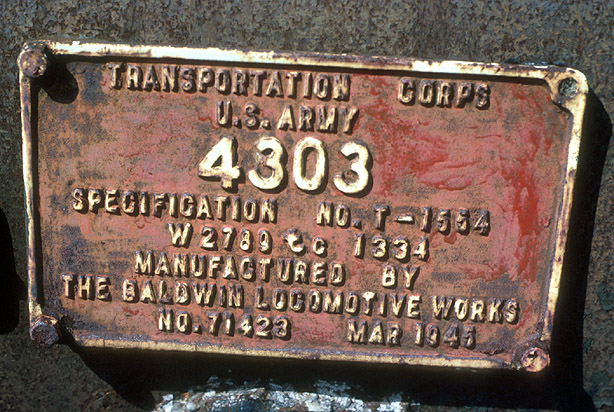 TRANSPORTATION CORPS
U.S. ARMY
4303
SPECIFICATION NO. T-1554
W 2789 tc 1334
MANUFACTURED BY
THE BALDWIN LOCOMOTIVE WORKS
NO. 71423 MAR 1945